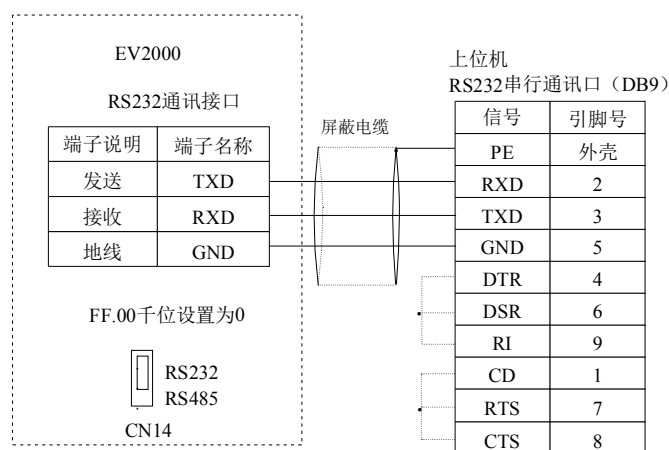 EV2000
RS232通讯接口
端子说明 端子名称
发送 TXD
接收 RXD
地线 GND
FF.00千位设置为0
RS232
RS485
CN14
屏蔽电缆
上位机
RS232串行通讯口（DB9）
信号 引脚号
PE 外壳
RXD 2
TXD 3
GND 5
DTR 4
DSR 6
RI 9
CD 1
RTS 7
CTS 8